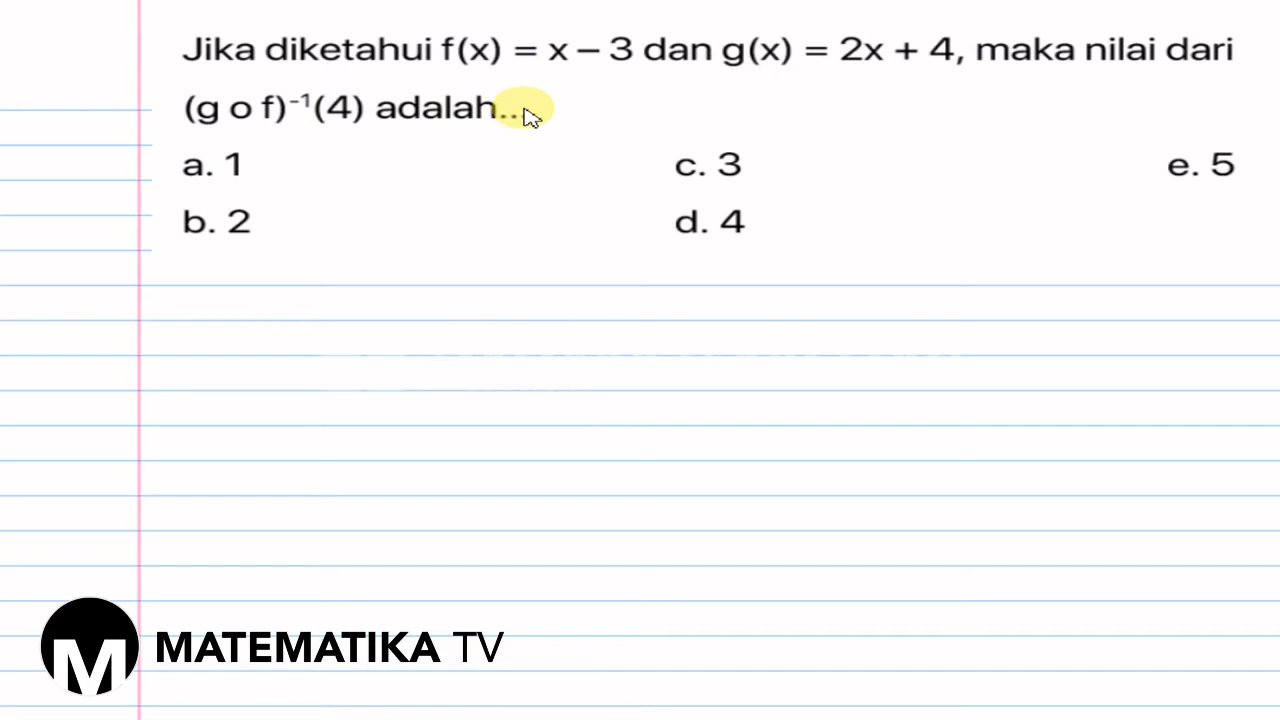 Jika diketahui f(x) = x – 3 dan g(x) = 2x + 4, maka nilai dari
(g o f)⁻¹(4) adalah...
a. 1 c. 3 e. 5
b. 2 d. 4
M MATEMATIKA TV